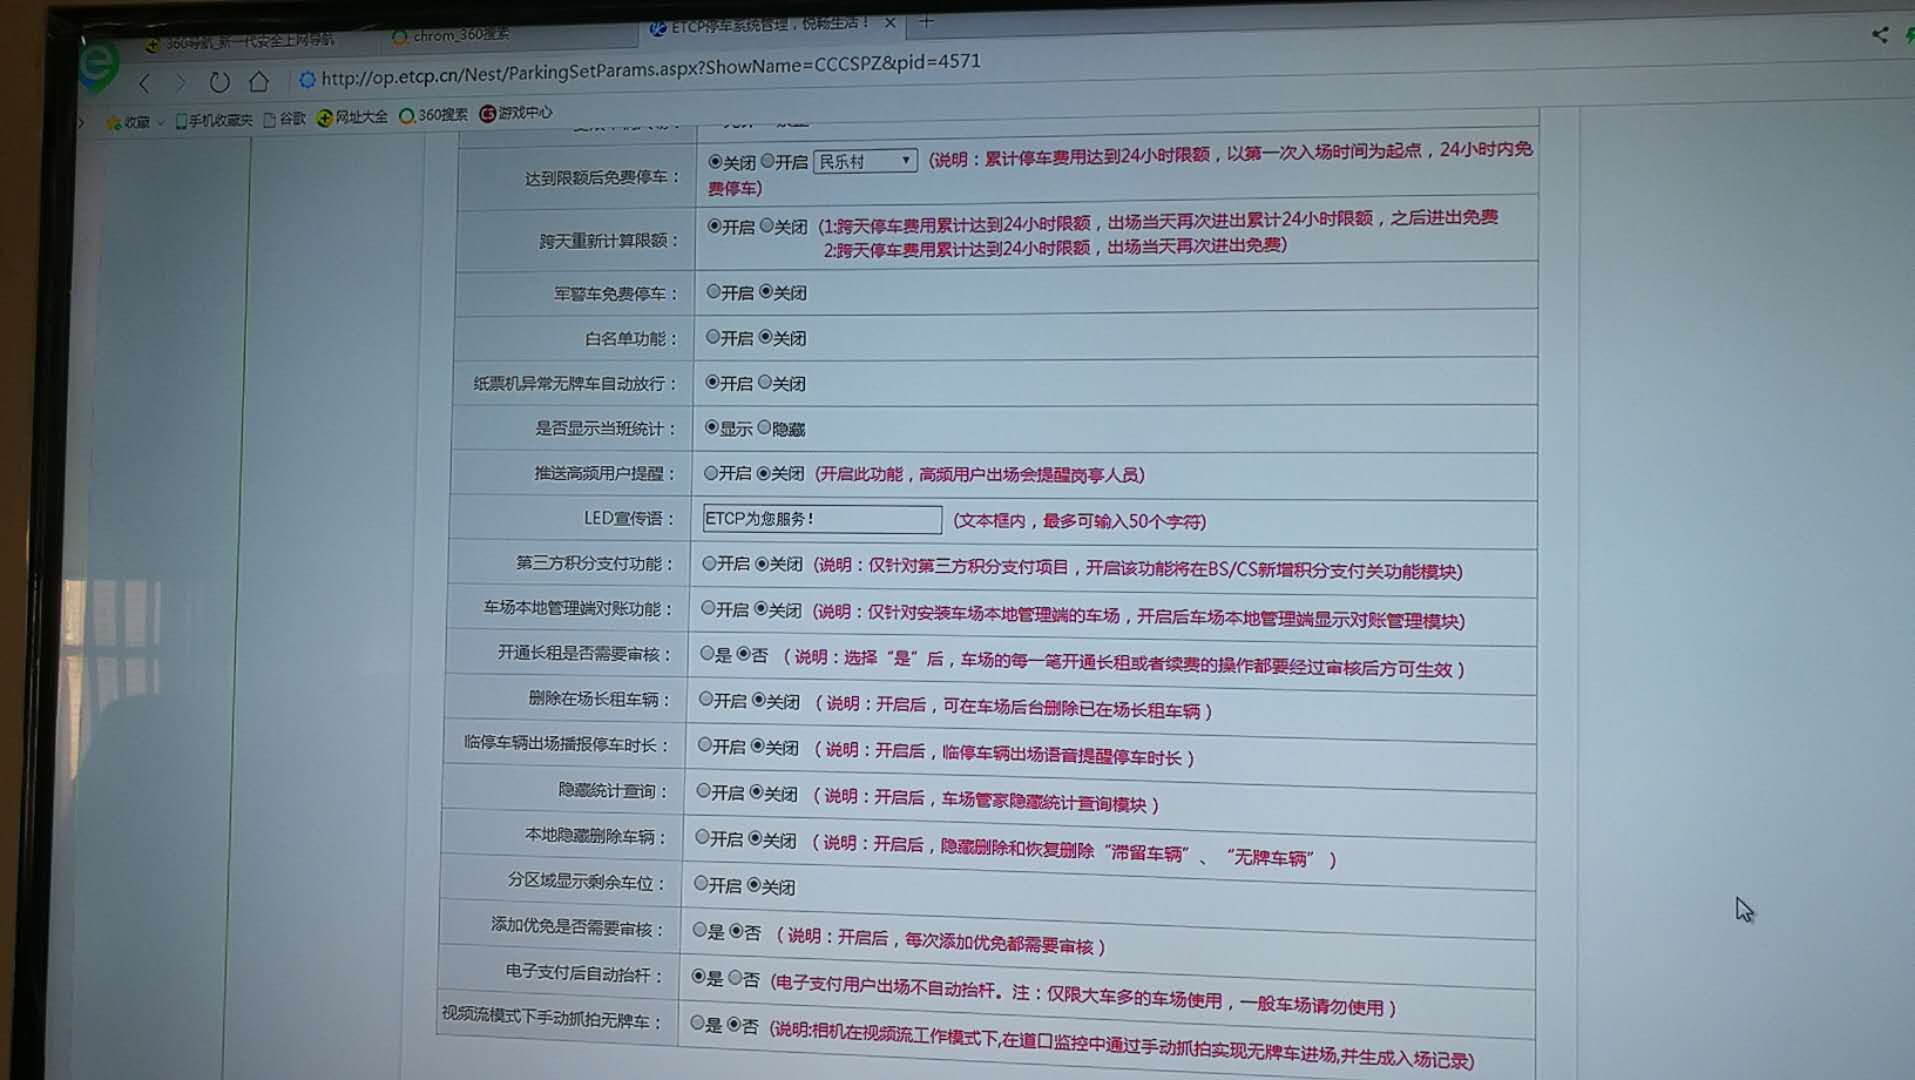 360导航_新一代安全上网导航
chrom_360搜索
ETCP停车系统管理，悦畅生活！
http://op.etcp.cn/Nest/ParkingSetParams.aspx?ShowName=CCCSPZ&pid=4571
收藏 手机收藏夹 谷歌 网址大全 360搜索 游戏中心
达到限额后免费停车： 关闭 开启 民乐村 (说明：累计停车费用达到24小时限额，以第一次入场时间为起点，24小时内免
费停车)
跨天重新计算限额： 开启 关闭 (1:跨天停车费用累计达到24小时限额，出场当天再次进出累计24小时限额，之后进出免费
2:跨天停车费用累计达到24小时限额，出场当天再次进出免费)
军警车免费停车： 开启 关闭
白名单功能： 开启 关闭
纸票机异常无牌车自动放行： 开启 关闭
是否显示当班统计： 显示 隐藏
推送高频用户提醒： 开启 关闭 (开启此功能，高频用户出场会提醒岗亭人员)
LED宣传语： ETCP为您服务! (文本框内，最多可输入50个字符)
第三方积分支付功能： 开启 关闭 (说明：仅针对第三方积分支付项目，开启该功能将在BS/CS新增积分支付关功能模块)
车场本地管理端对账功能： 开启 关闭 (说明：仅针对安装车场本地管理端的车场，开启后车场本地管理端显示对账管理模块)
开通长租是否需要审核： 是 否 （说明：选择“是”后，车场的每一笔开通长租或者续费的操作都要经过审核后方可生效）
删除在场长租车辆： 开启 关闭 （说明：开启后，可在车场后台删除已在场长租车辆）
临停车辆出场播报停车时长： 开启 关闭 （说明：开启后，临停车辆出场语音提醒停车时长）
隐藏统计查询： 开启 关闭 （说明：开启后，车场管家隐藏统计查询模块）
本地隐藏删除车辆： 开启 关闭 （说明：开启后，隐藏删除和恢复删除“滞留车辆”、“无牌车辆”）
分区域显示剩余车位： 开启 关闭
添加优免是否需要审核： 是 否 （说明：开启后，每次添加优免都需要审核）
电子支付后自动抬杆： 是 否 (电子支付用户出场不自动抬杆。注：仅限大车多的车场使用，一般车场请勿使用）
视频流模式下手动抓拍无牌车： 是 否 (说明:相机在视频流工作模式下,在道口监控中通过手动抓拍实现无牌车进场,并生成入场记录)